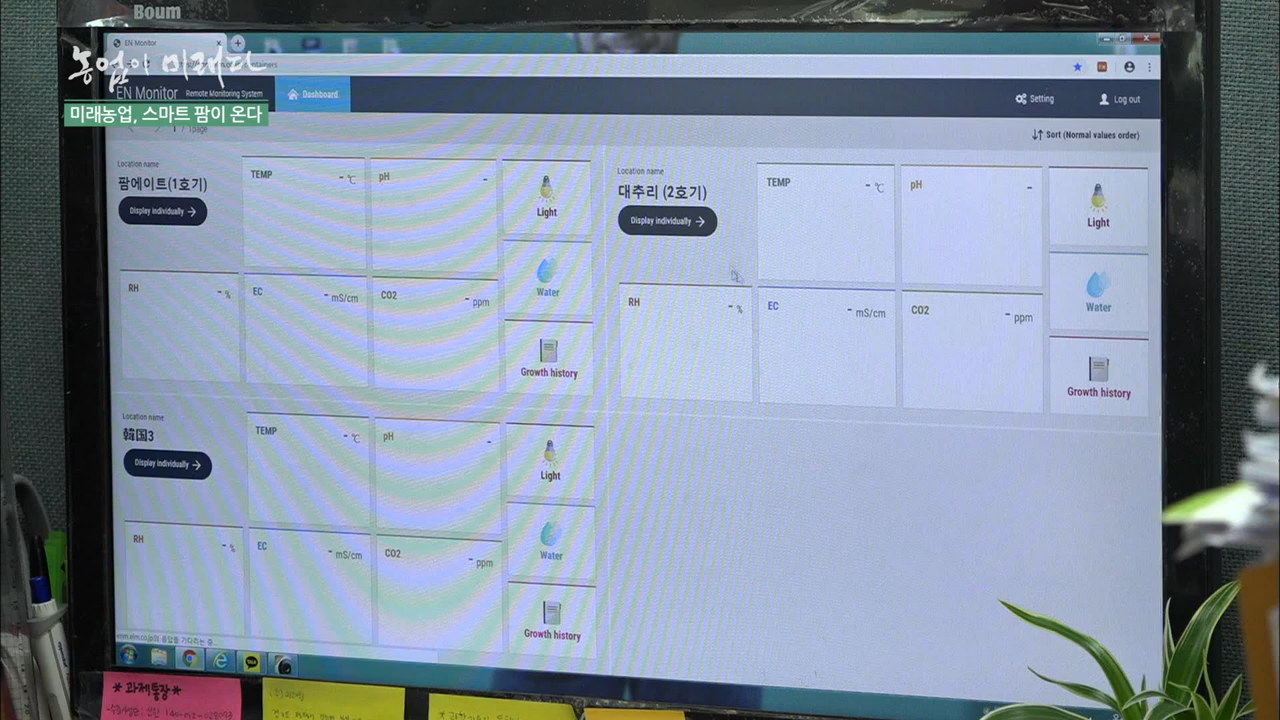 Boum
EN Monitor
농업이 미래다
미래농업, 스마트 팜이 온다
EN Monitor Remote Monitoring System
Dashboard
Setting
Log out
1 / 1page
Sort (Normal values order)
Location name
팜에이트(1호기)
Display individually →
TEMP - ℃
pH -
Light
RH - %
EC - mS/cm
CO2 - ppm
Water
Growth history
Location name
대추리 (2호기)
Display individually →
TEMP - ℃
pH -
Light
RH - %
EC - mS/cm
CO2 - ppm
Water
Growth history
Location name
韓国3
Display individually →
TEMP - ℃
pH -
Light
RH - %
EC - mS/cm
CO2 - ppm
Water
Growth history
*과제통장*